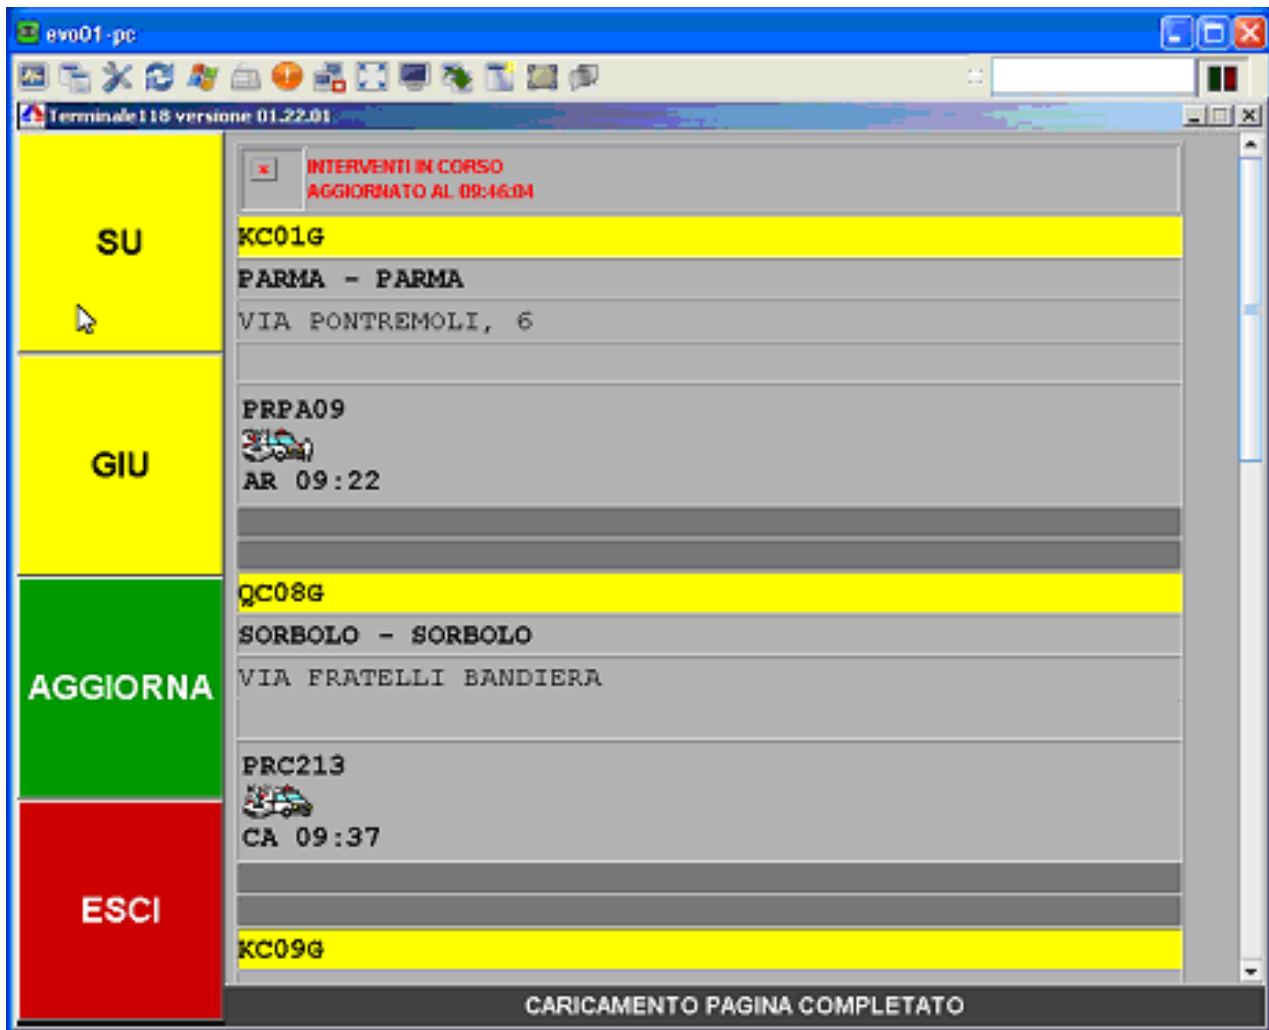 evo01-pc
Terminale118 versione 01.22.01
SU
GIU
AGGIORNA
ESCI
INTERVENTI IN CORSO
AGGIORNATO AL 09:46:04
KC01G
PARMA - PARMA
VIA PONTREMOLI, 6
PRPA09
AR 09:22
QC08G
SORBOLO - SORBOLO
VIA FRATELLI BANDIERA
PRC213
CA 09:37
KC09G
CARICAMENTO PAGINA COMPLETATO